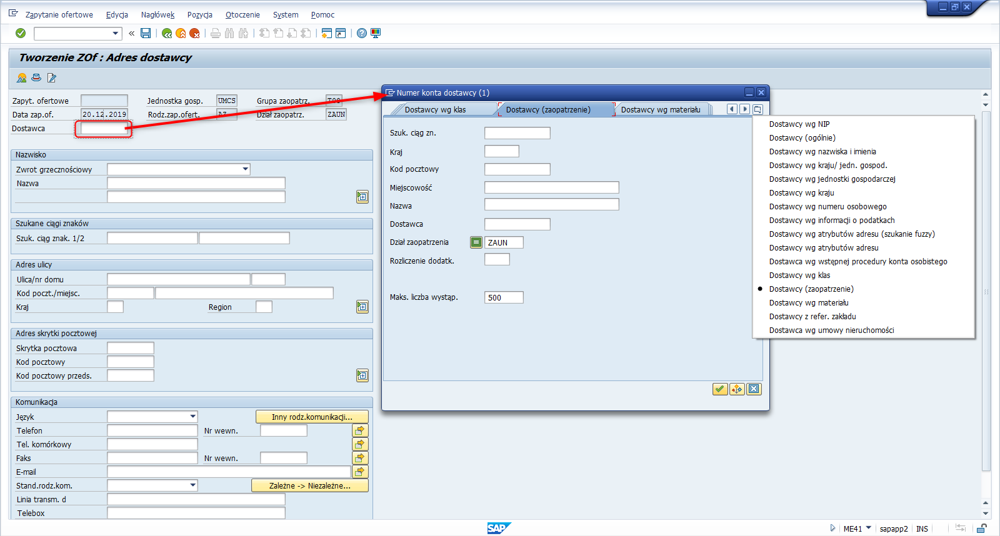 Zapytanie ofertowe Edycja Nagłówek Pozycja Otoczenie System Pomoc
Tworzenie ZOf : Adres dostawcy
Zapyt. ofertowe Jednostka gosp. UMCS Grupa zaopatrz.
Data zap.of. 20.12.2019 Rodz.zap.ofert. Dział zaopatrz. ZAUN
Dostawca
Nazwisko
Zwrot grzecznościowy
Nazwa
Szukane ciągi znaków
Szuk. ciąg znak. 1/2
Adres ulicy
Ulica/nr domu
Kod poczt./miejsc.
Kraj Region
Adres skrytki pocztowej
Skrytka pocztowa
Kod pocztowy
Kod pocztowy przeds.
Komunikacja
Język Inny rodz.komunikacji...
Telefon Nr wewn.
Tel. komórkowy
Faks Nr wewn.
E-mail
Stand.rodz.kom. Zależne -> Niezależne...
Linia transm. d
Telebox
Numer konta dostawcy (1)
Dostawcy wg klas Dostawcy (zaopatrzenie) Dostawcy wg materiału
Szuk. ciąg zn.
Kraj
Kod pocztowy
Miejscowość
Nazwa
Dostawca
Dział zaopatrzenia ZAUN
Rozliczenie dodatk.
Maks. liczba wystąp. 500
Dostawcy wg NIP
Dostawcy (ogólnie)
Dostawcy wg nazwiska i imienia
Dostawcy wg kraju/ jedn. gospod.
Dostawcy wg jednostki gospodarczej
Dostawcy wg kraju
Dostawcy wg numeru osobowego
Dostawcy wg informacji o podatkach
Dostawcy wg atrybutów adresu (szukanie fuzzy)
Dostawcy wg atrybutów adresu
Dostawca wg wstępnej procedury konta osobistego
Dostawcy wg klas
Dostawcy (zaopatrzenie)
Dostawcy wg materiału
Dostawcy z refer. zakładu
Dostawca wg umowy nieruchomości
SAP
ME41 sapapp2 INS